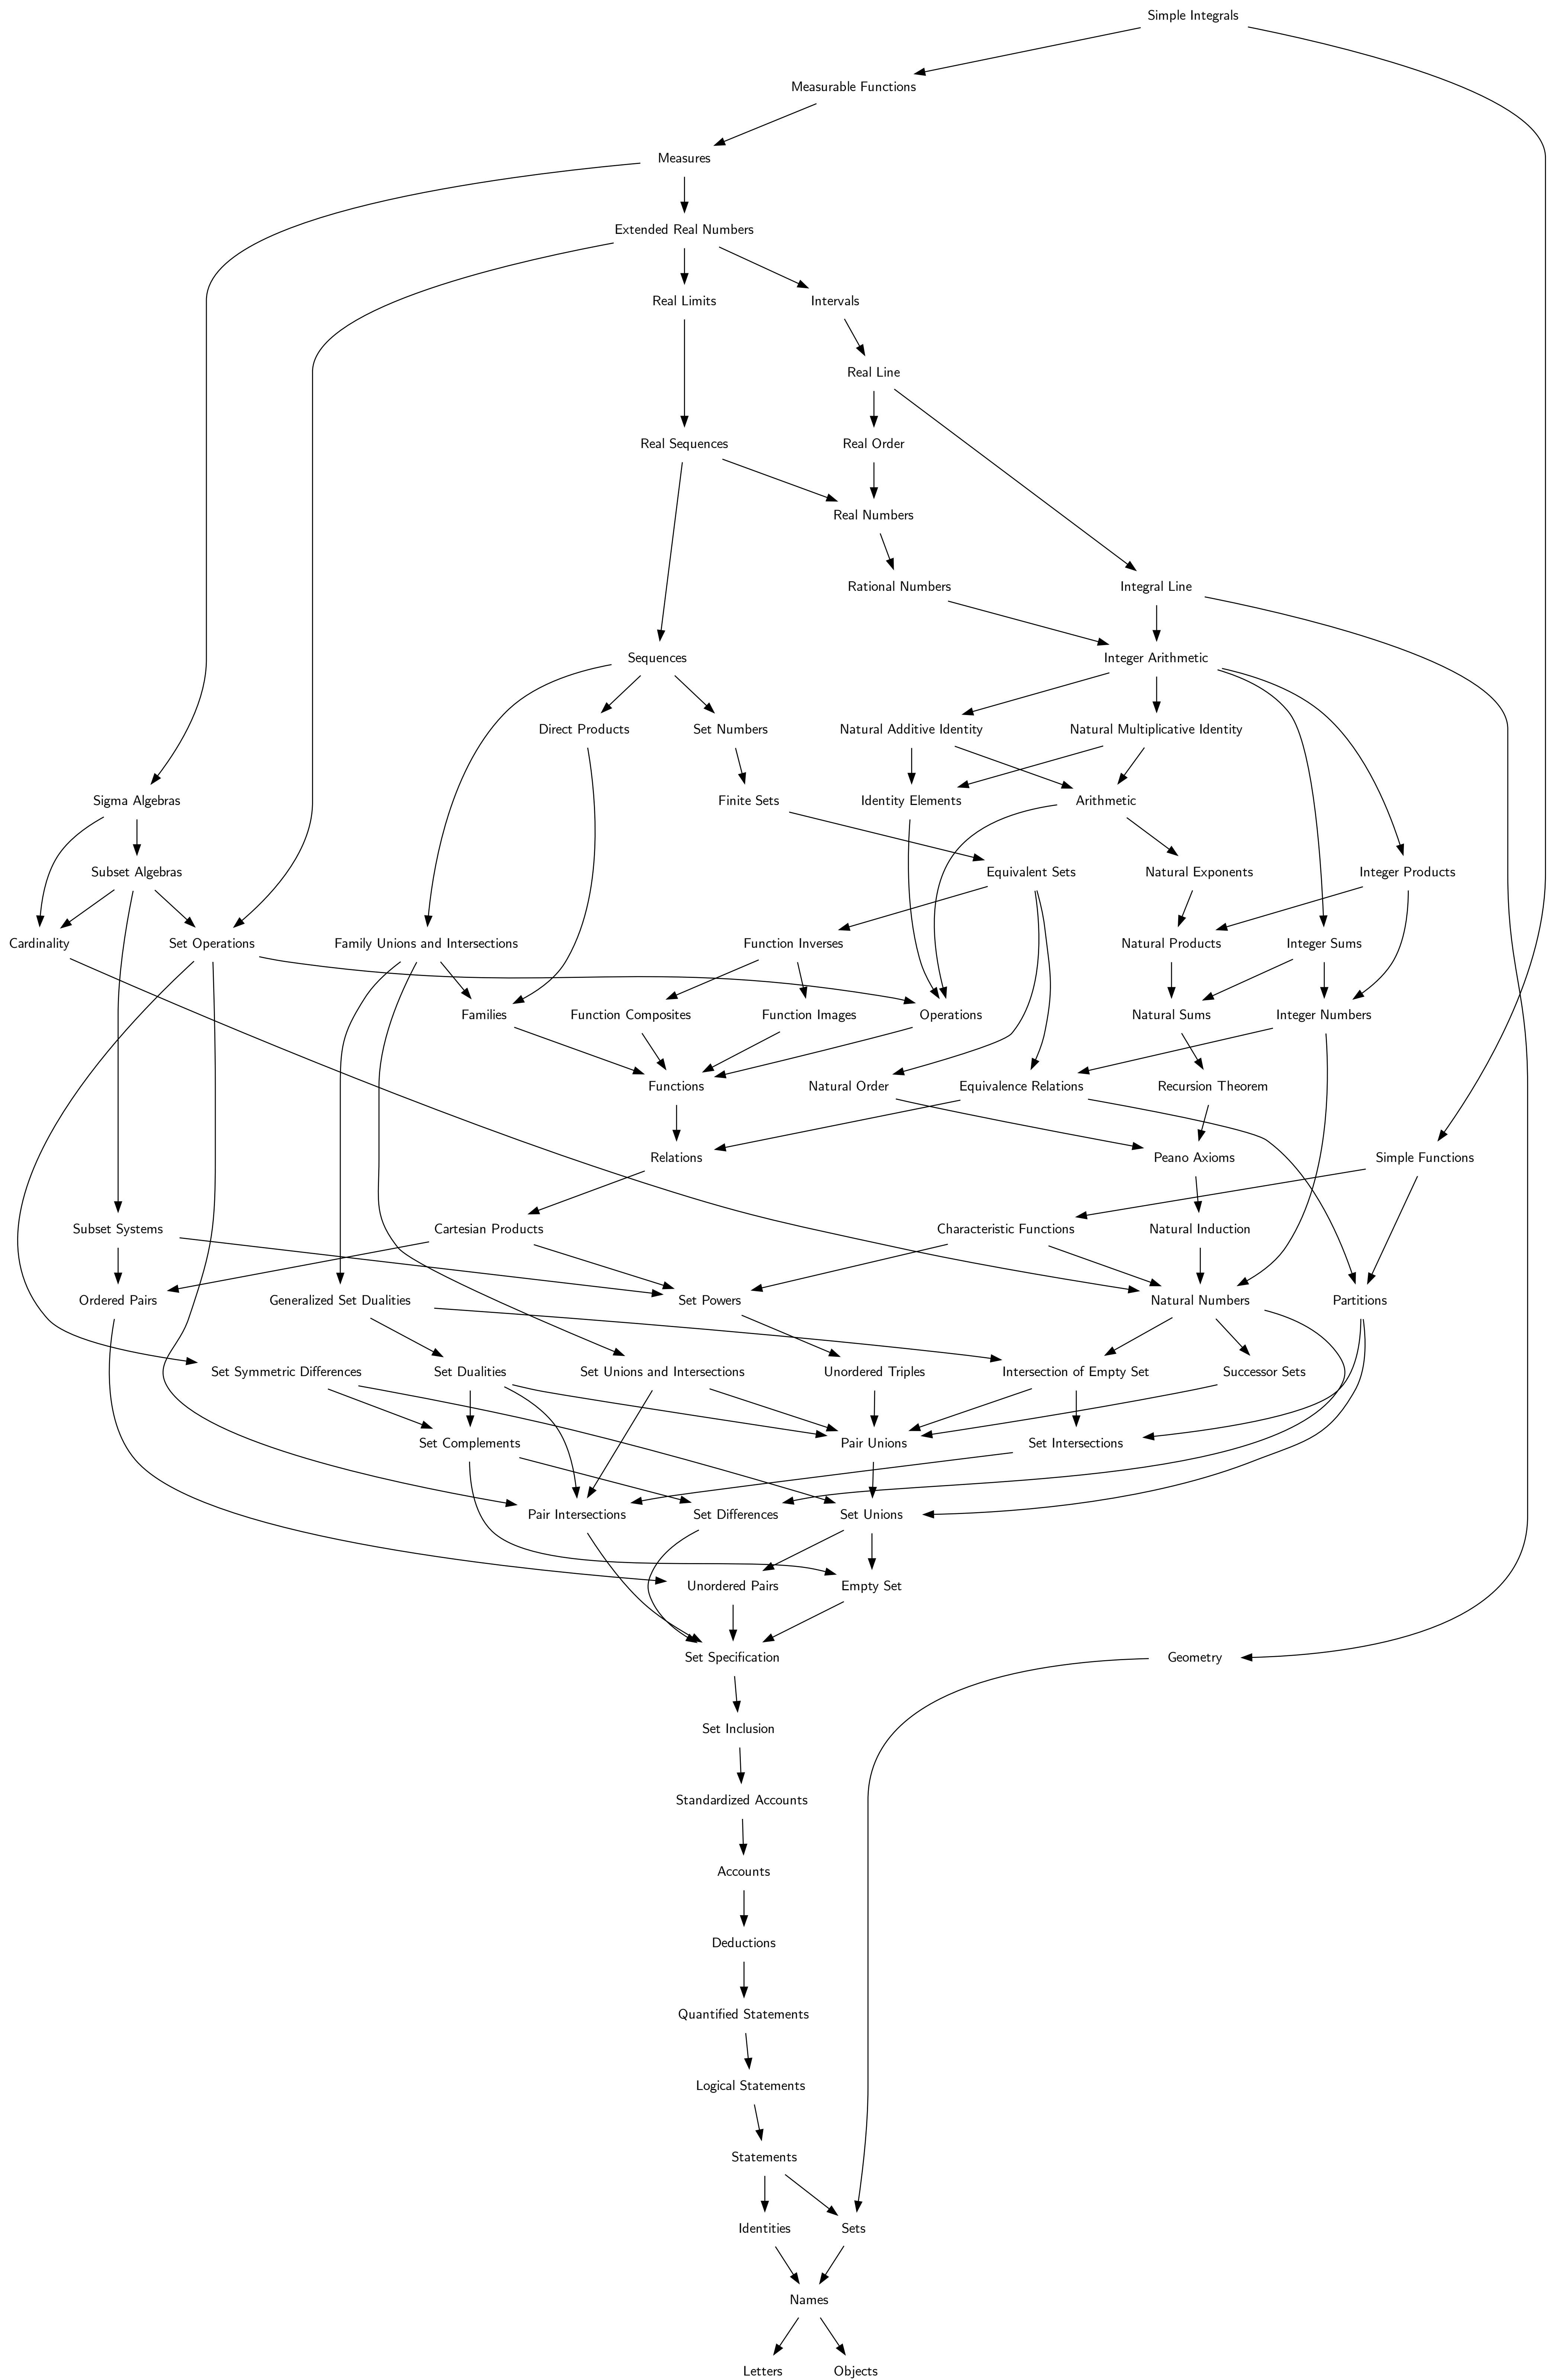 Simple Integrals
Measurable Functions
Measures
Extended Real Numbers
Real Limits
Intervals
Real Line
Real Sequences
Real Order
Real Numbers
Rational Numbers
Integral Line
Sequences
Integer Arithmetic
Direct Products
Set Numbers
Natural Additive Identity
Natural Multiplicative Identity
Sigma Algebras
Finite Sets
Identity Elements
Arithmetic
Subset Algebras
Equivalent Sets
Natural Exponents
Integer Products
Cardinality
Set Operations
Family Unions and Intersections
Function Inverses
Natural Products
Integer Sums
Families
Function Composites
Function Images
Operations
Natural Sums
Integer Numbers
Functions
Natural Order
Equivalence Relations
Recursion Theorem
Relations
Peano Axioms
Simple Functions
Subset Systems
Cartesian Products
Characteristic Functions
Natural Induction
Ordered Pairs
Generalized Set Dualities
Set Powers
Natural Numbers
Partitions
Set Symmetric Differences
Set Dualities
Set Unions and Intersections
Unordered Triples
Intersection of Empty Set
Successor Sets
Set Complements
Pair Unions
Set Intersections
Pair Intersections
Set Differences
Set Unions
Unordered Pairs
Empty Set
Set Specification
Geometry
Set Inclusion
Standardized Accounts
Accounts
Deductions
Quantified Statements
Logical Statements
Statements
Identities
Sets
Names
Letters
Objects